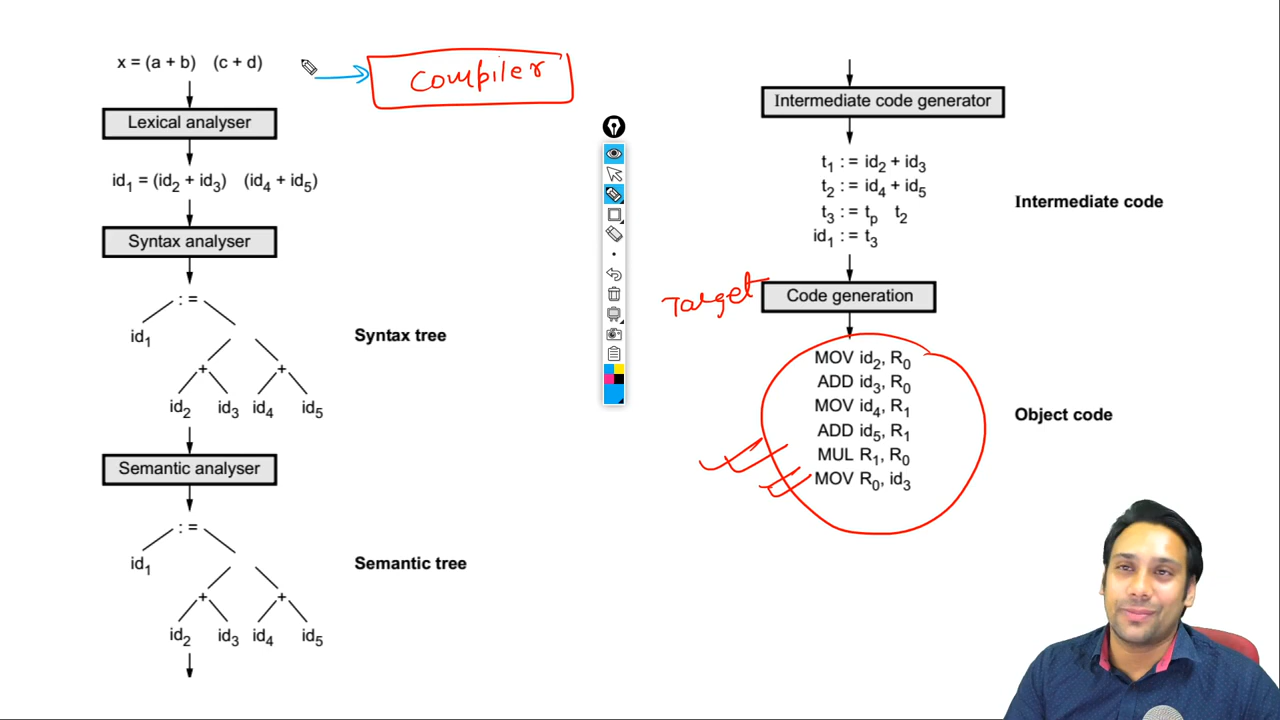 x = (a + b) (c + d)
Compiler
Lexical analyser
id1 = (id2 + id3) (id4 + id5)
Syntax analyser
: =
id1
+ +
id2 id3 id4 id5
Syntax tree
Semantic analyser
: =
id1
+ +
id2 id3 id4 id5
Semantic tree
Intermediate code generator
t1 : = id2 + id3
t2 : = id4 + id5
t3 : = tp t2
id1 : = t3
Intermediate code
Target
Code generation
MOV id2, R0
ADD id3, R0
MOV id4, R1
ADD id5, R1
MUL R1, R0
MOV R0, id3
Object code